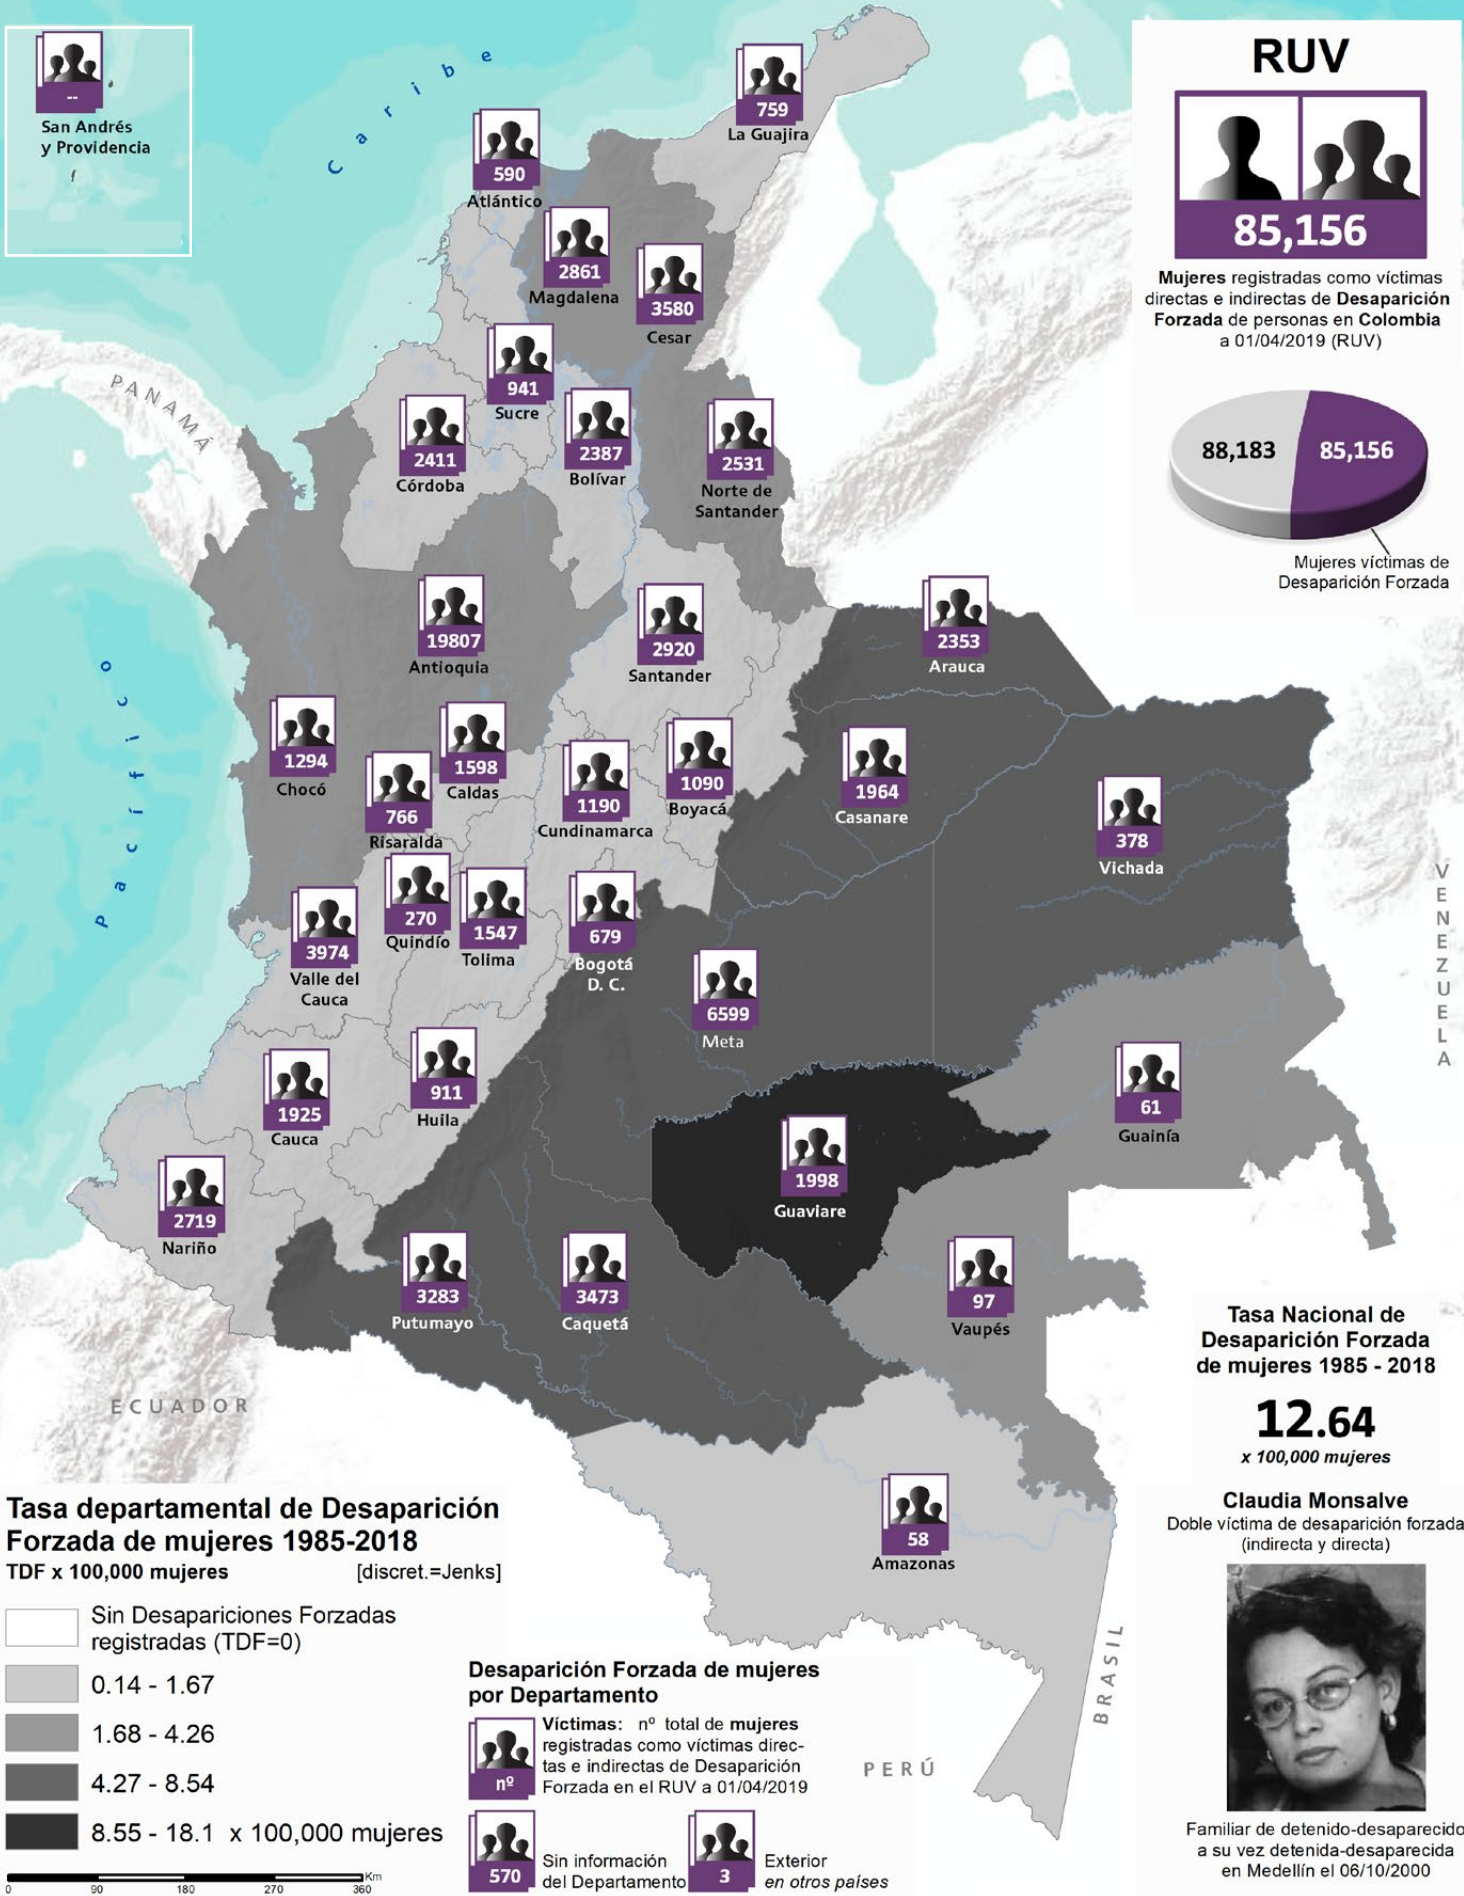 --
San Andrés
y Providencia
Caribe
759
La Guajira
590
Atlántico
2861
Magdalena
3580
Cesar
941
Sucre
2411
Córdoba
2387
Bolívar
2531
Norte de
Santander
PANAMÁ
19807
Antioquia
2920
Santander
2353
Arauca
1294
Chocó
1598
Caldas
766
Risaralda
1190
Cundinamarca
1090
Boyacá
1964
Casanare
378
Vichada
Pacífico
3974
Valle del
Cauca
270
Quindío
1547
Tolima
679
Bogotá
D. C.
6599
Meta
VENEZUELA
1925
Cauca
911
Huila
61
Guainía
1998
Guaviare
2719
Nariño
3283
Putumayo
3473
Caquetá
97
Vaupés
ECUADOR
58
Amazonas
BRASIL
PERÚ
RUV
85,156
Mujeres registradas como víctimas
directas e indirectas de Desaparición
Forzada de personas en Colombia
a 01/04/2019 (RUV)
88,183
85,156
Mujeres víctimas de
Desaparición Forzada
Tasa Nacional de
Desaparición Forzada
de mujeres 1985 - 2018
12.64
x 100,000 mujeres
Claudia Monsalve
Doble víctima de desaparición forzada
(indirecta y directa)
Familiar de detenido-desaparecido
a su vez detenida-desaparecida
en Medellín el 06/10/2000
Tasa departamental de Desaparición
Forzada de mujeres 1985-2018
TDF x 100,000 mujeres [discret.=Jenks]
Sin Desapariciones Forzadas
registradas (TDF=0)
0.14 - 1.67
1.68 - 4.26
4.27 - 8.54
8.55 - 18.1 x 100,000 mujeres
Km
0 90 180 270 360
Desaparición Forzada de mujeres
por Departamento
nº
Víctimas: nº total de mujeres
registradas como víctimas direc-
tas e indirectas de Desaparición
Forzada en el RUV a 01/04/2019
570
Sin información
del Departamento
3
Exterior
en otros países